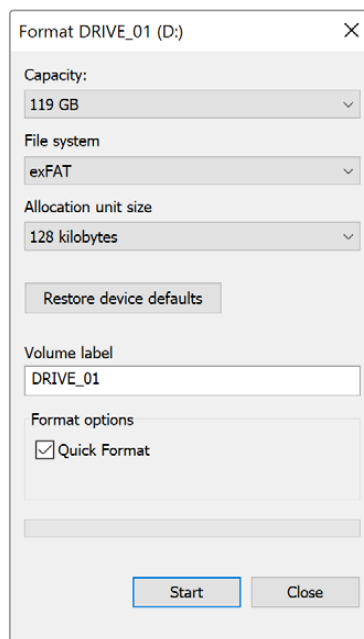 Format DRIVE_01 (D:)
Capacity:
119 GB
File system
exFAT
Allocation unit size
128 kilobytes
Restore device defaults
Volume label
DRIVE_01
Format options
Quick Format
Start Close